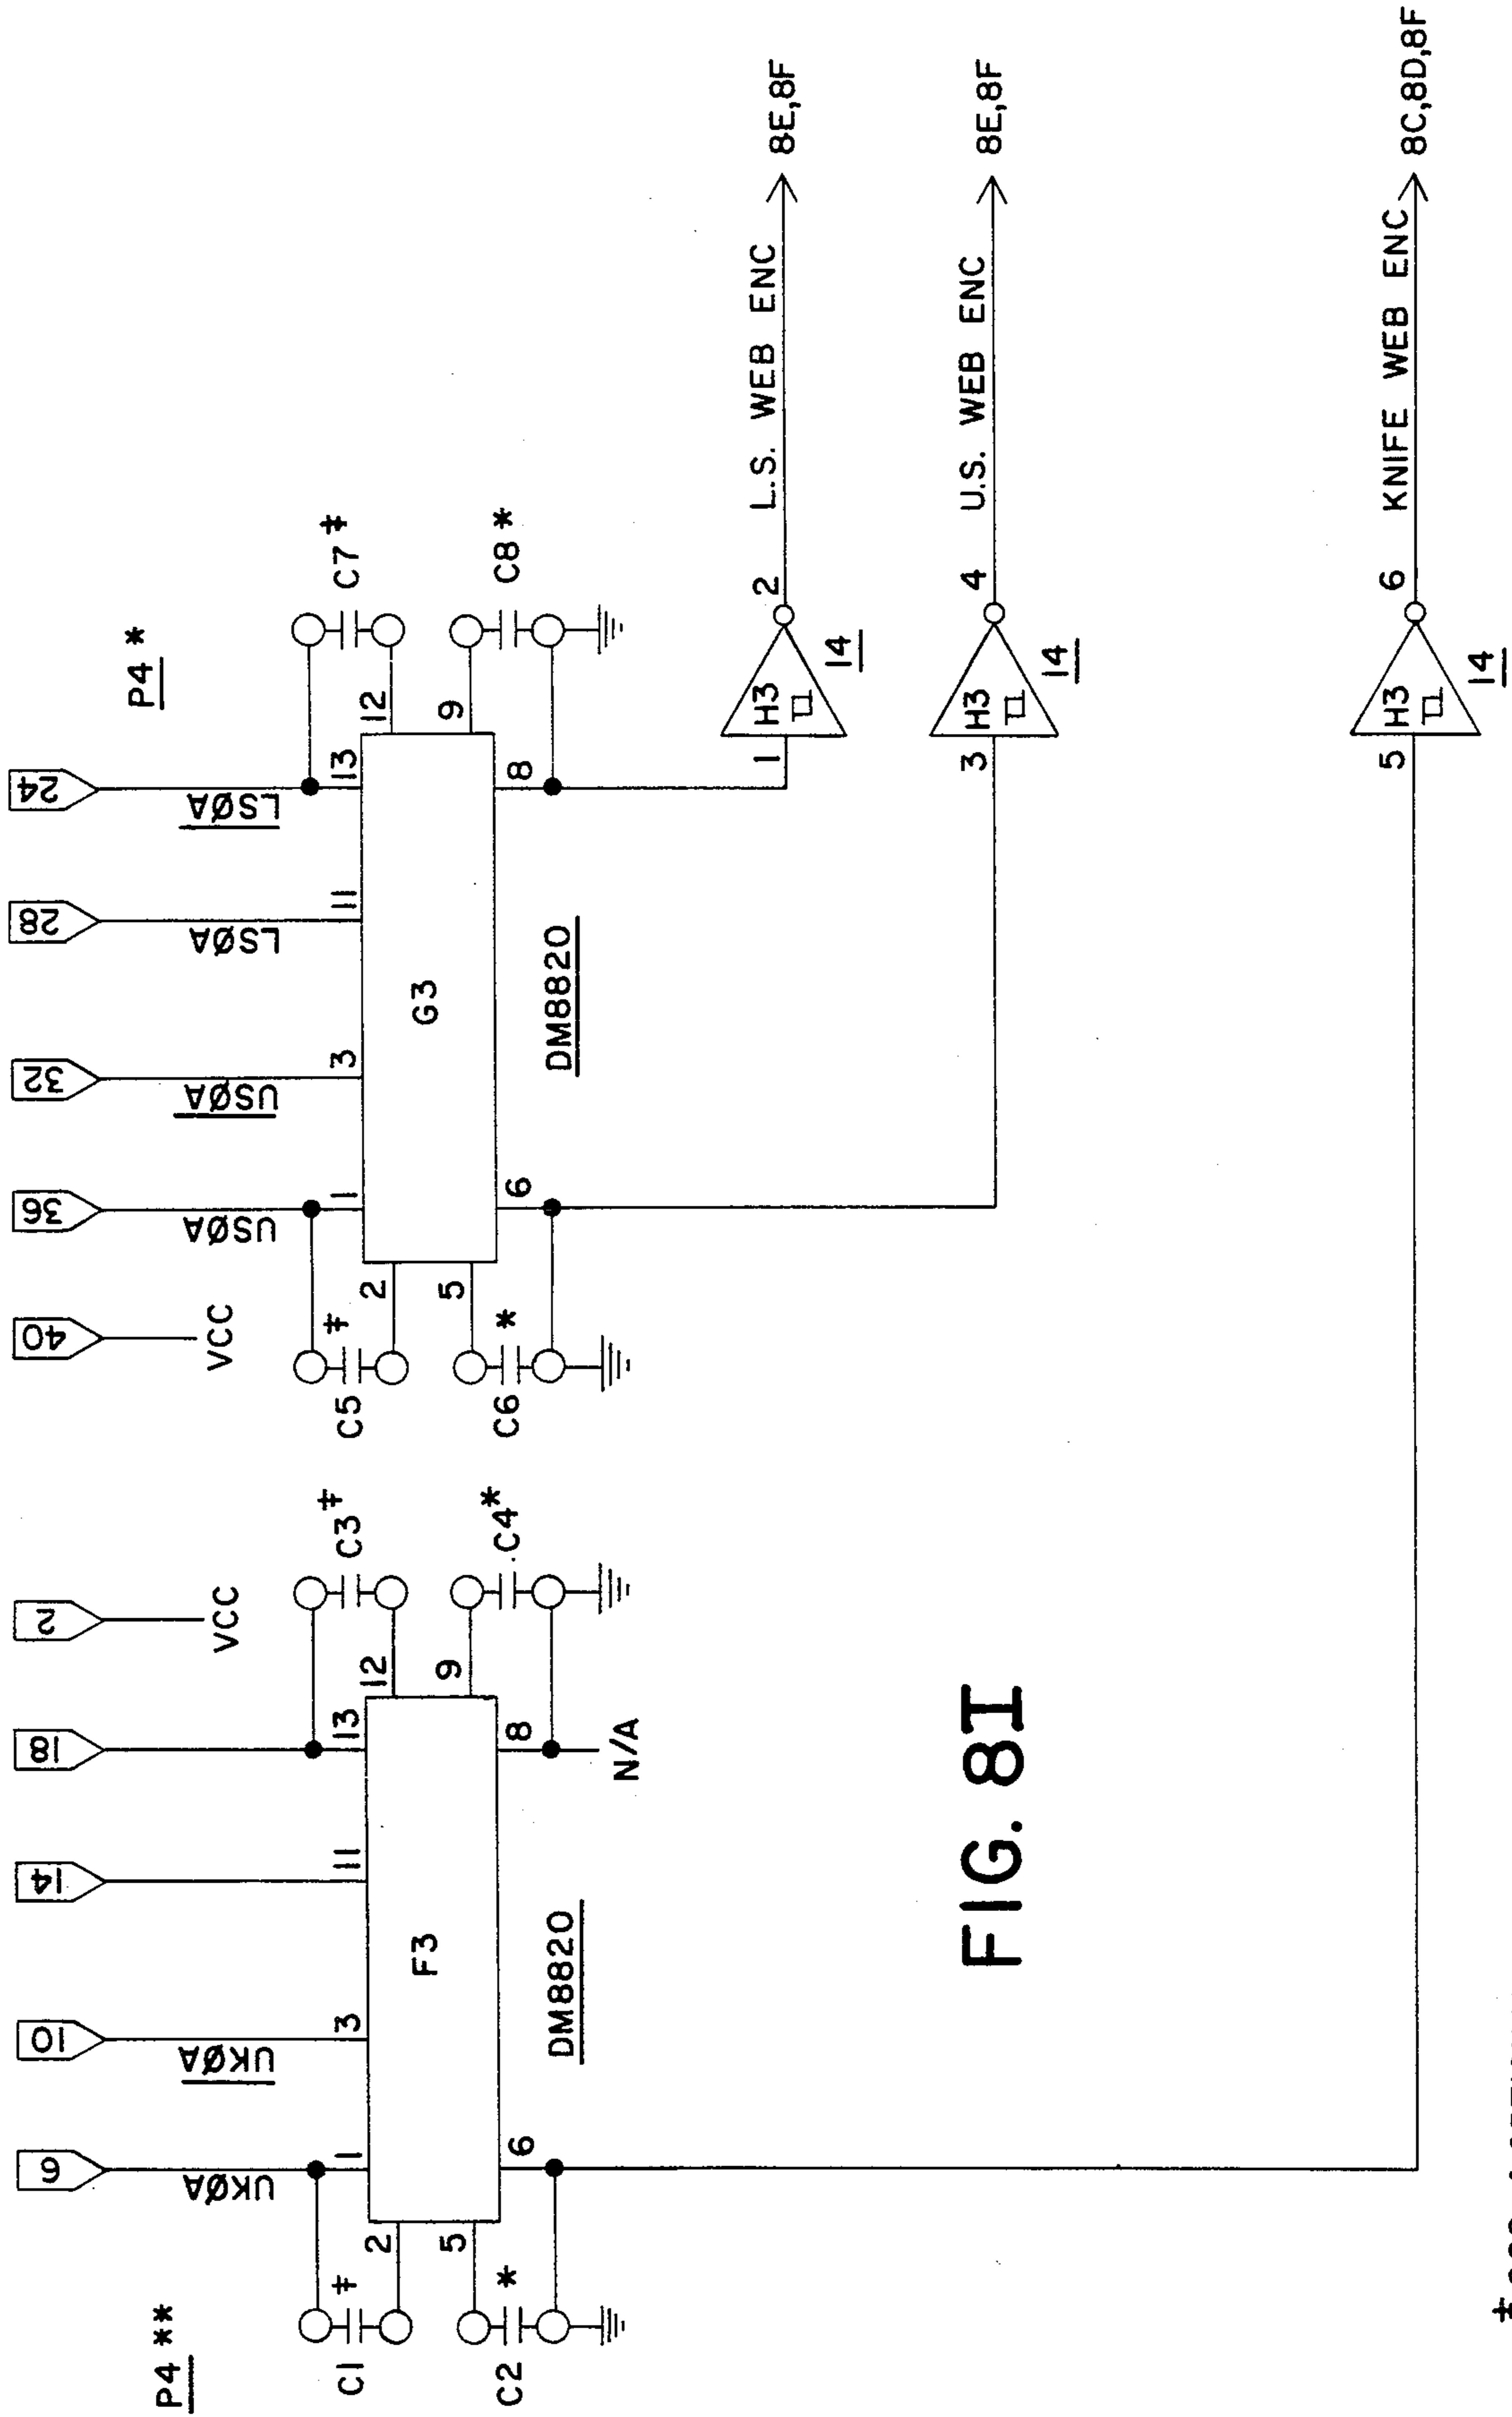 P4**
P4*
6
10
14
18
2
40
36
32
28
24
UKØA
UKØA
VCC
VCC
USØA
USØA
LSØA
LSØA
C1 ‡
C2 *
1
3
11
13
2
5
12
9
6
8
F3
DM8820
N/A
C3 ‡
C4 *
C5 ‡
C6 *
1
3
11
13
2
5
12
9
6
8
G3
DM8820
C7 ‡
C8 *
1
H3
14
2
L.S. WEB ENC
8E,8F
3
H3
14
4
U.S. WEB ENC
8E,8F
5
H3
14
6
KNIFE WEB ENC
8C,8D,8F
FIG. 8I